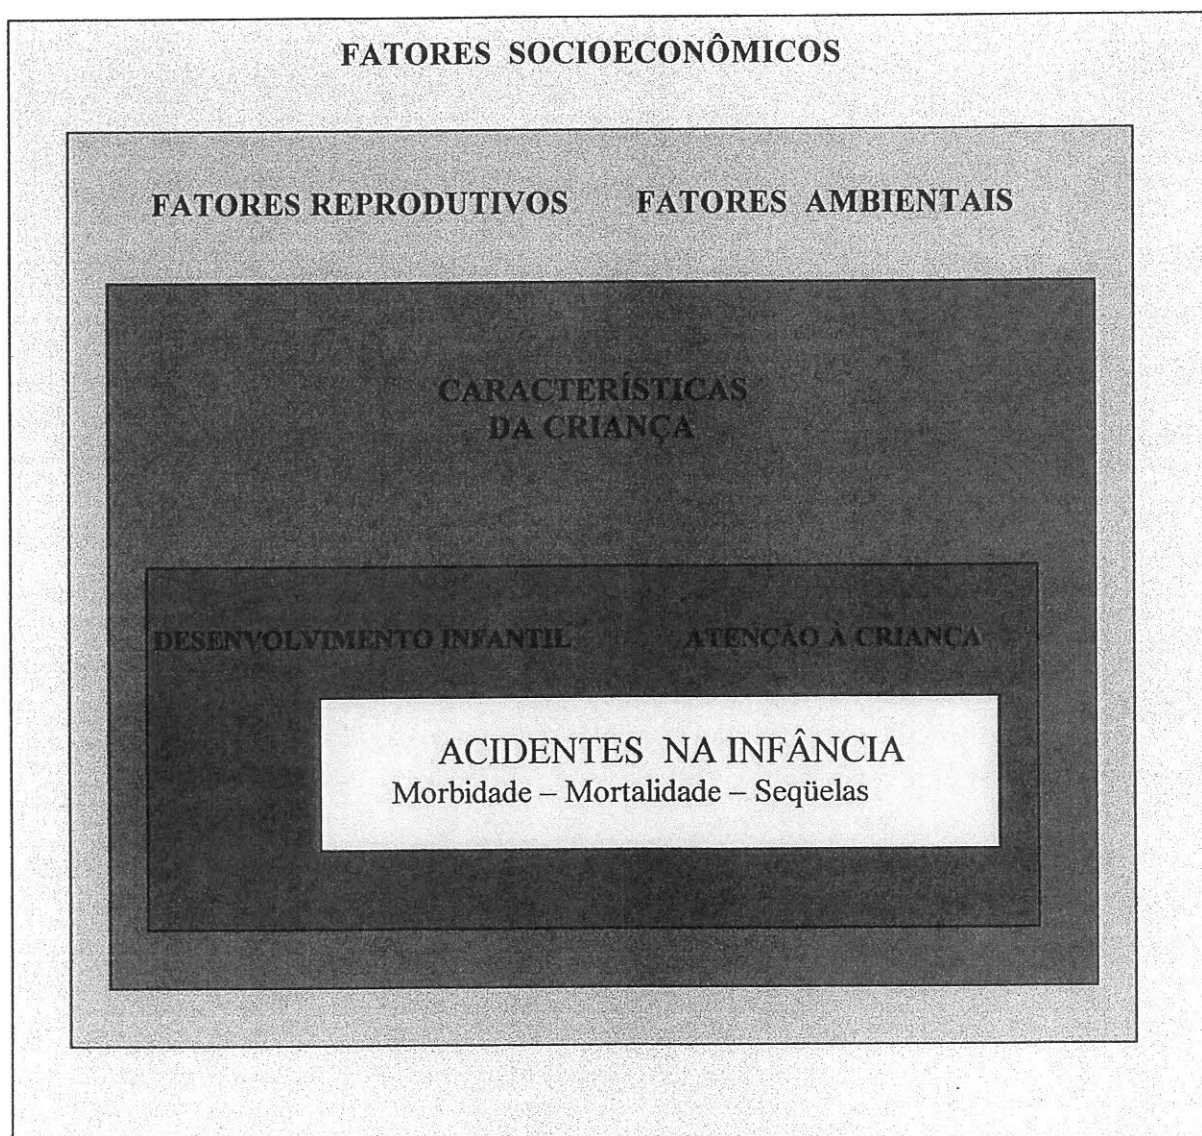 FATORES SOCIOECONÔMICOS
FATORES REPRODUTIVOS FATORES AMBIENTAIS
CARACTERÍSTICAS
DA CRIANÇA
DESENVOLVIMENTO INFANTIL ATENÇÃO À CRIANÇA
ACIDENTES NA INFÂNCIA
Morbidade – Mortalidade – Seqüelas